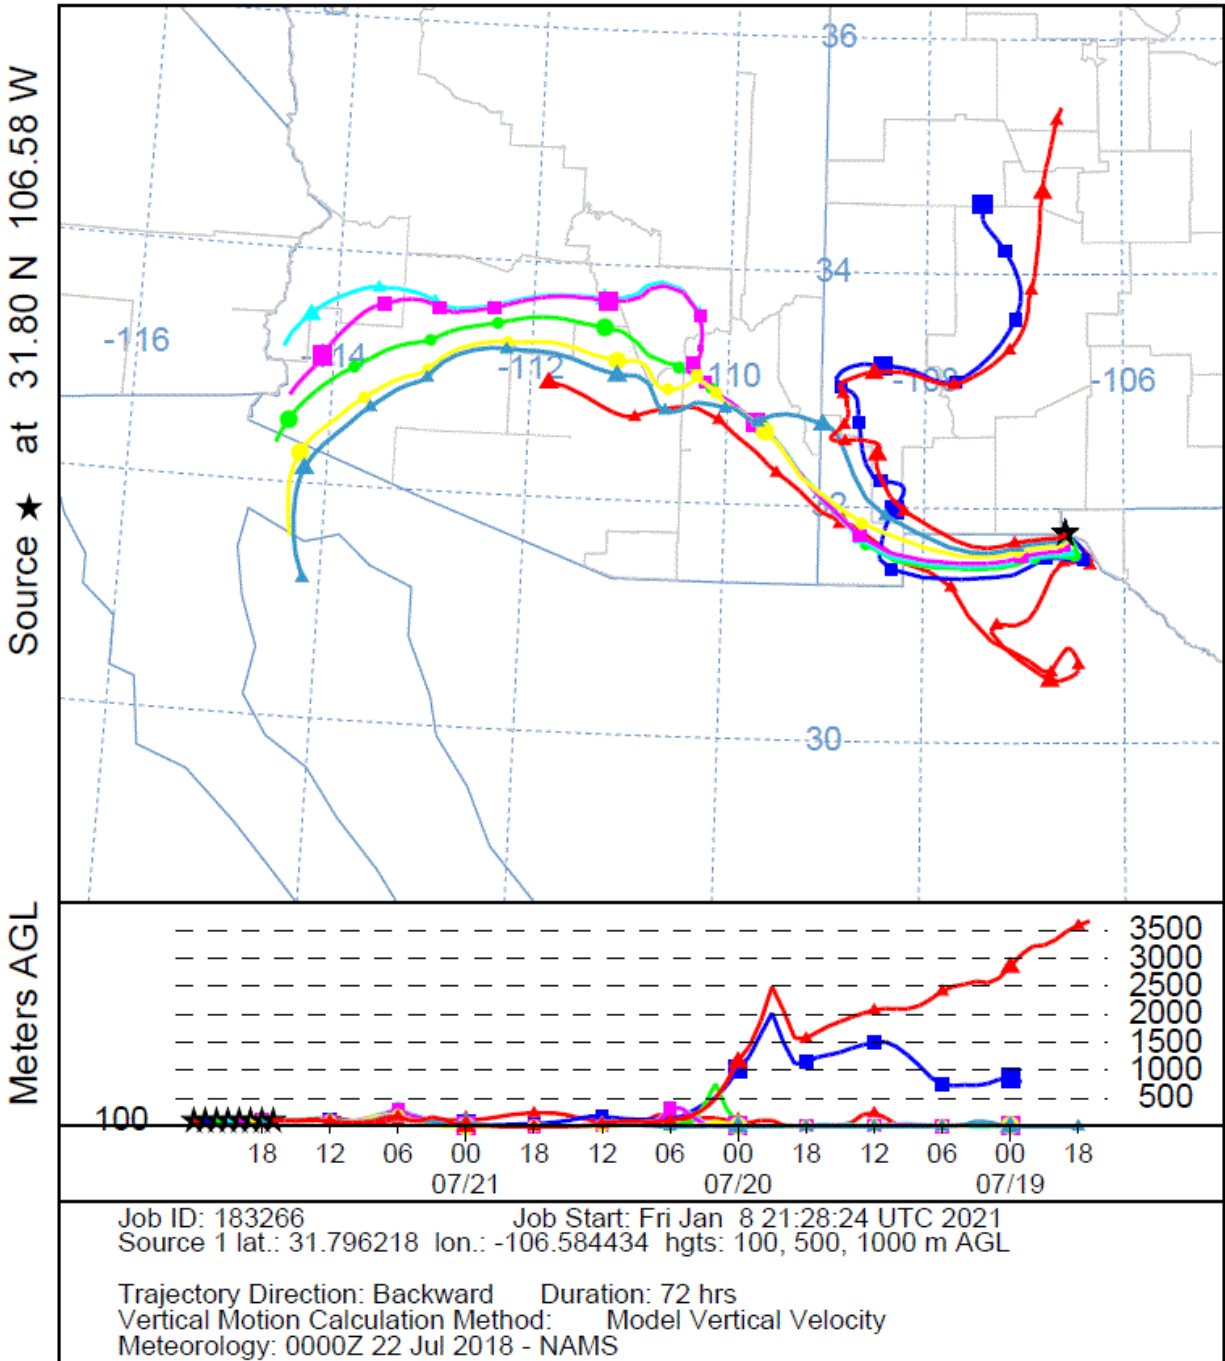 Source ★ at 31.80 N 106.58 W
36
34
-116
-114
-112
-110
-108
-106
32
30
Meters AGL
3500
3000
2500
2000
1500
1000
500
100
18 12 06 00 18 12 06 00 18 12 06 00 18
07/21 07/20 07/19
Job ID: 183266 Job Start: Fri Jan 8 21:28:24 UTC 2021
Source 1 lat.: 31.796218 lon.: -106.584434 hgts: 100, 500, 1000 m AGL
Trajectory Direction: Backward Duration: 72 hrs
Vertical Motion Calculation Method: Model Vertical Velocity
Meteorology: 0000Z 22 Jul 2018 - NAMS